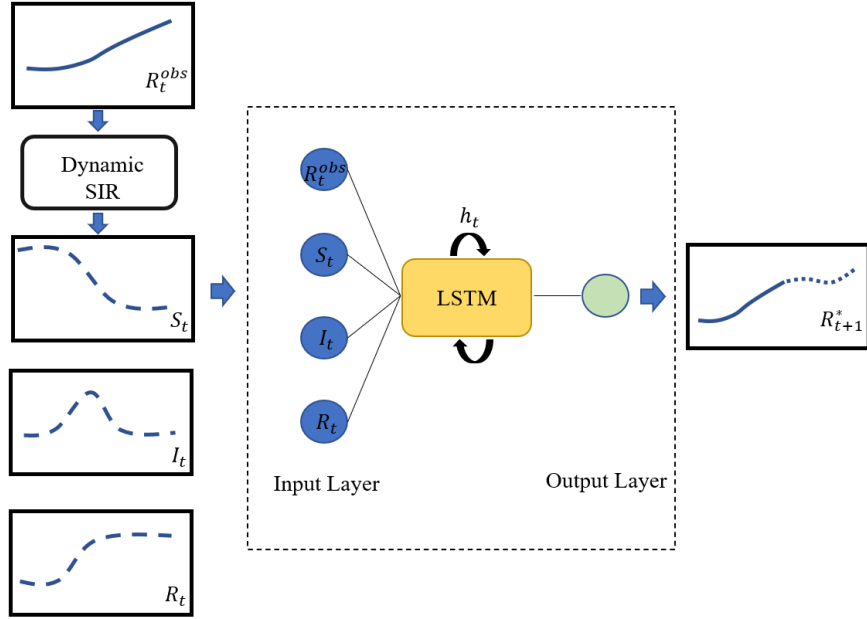 R_t^{obs}
Dynamic
SIR
S_t
I_t
R_t
R_t^{obs}
S_t
I_t
R_t
Input Layer
h_t
LSTM
Output Layer
R_{t+1}^*